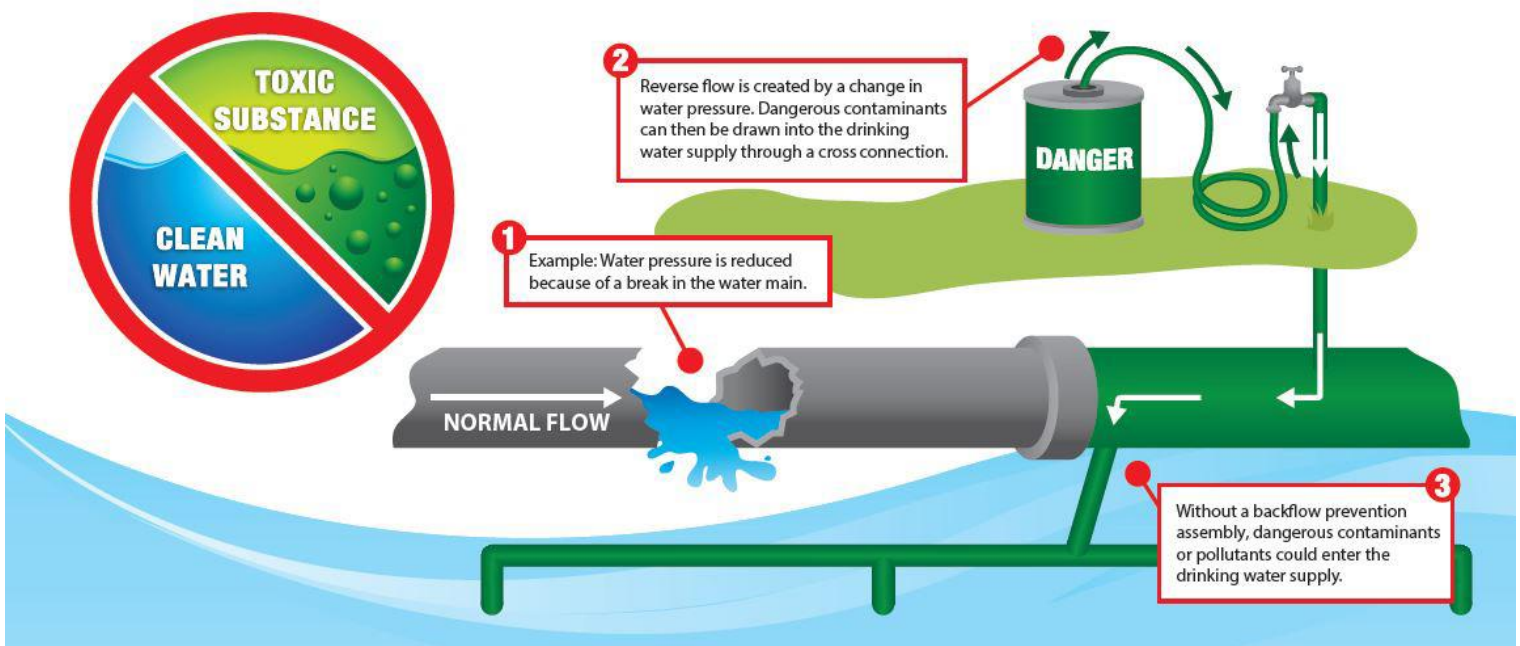 TOXIC
SUBSTANCE
CLEAN
WATER
1
Example: Water pressure is reduced
because of a break in the water main.
2
Reverse flow is created by a change in
water pressure. Dangerous contaminants
can then be drawn into the drinking
water supply through a cross connection.
DANGER
NORMAL FLOW
3
Without a backflow prevention
assembly, dangerous contaminants
or pollutants could enter the
drinking water supply.